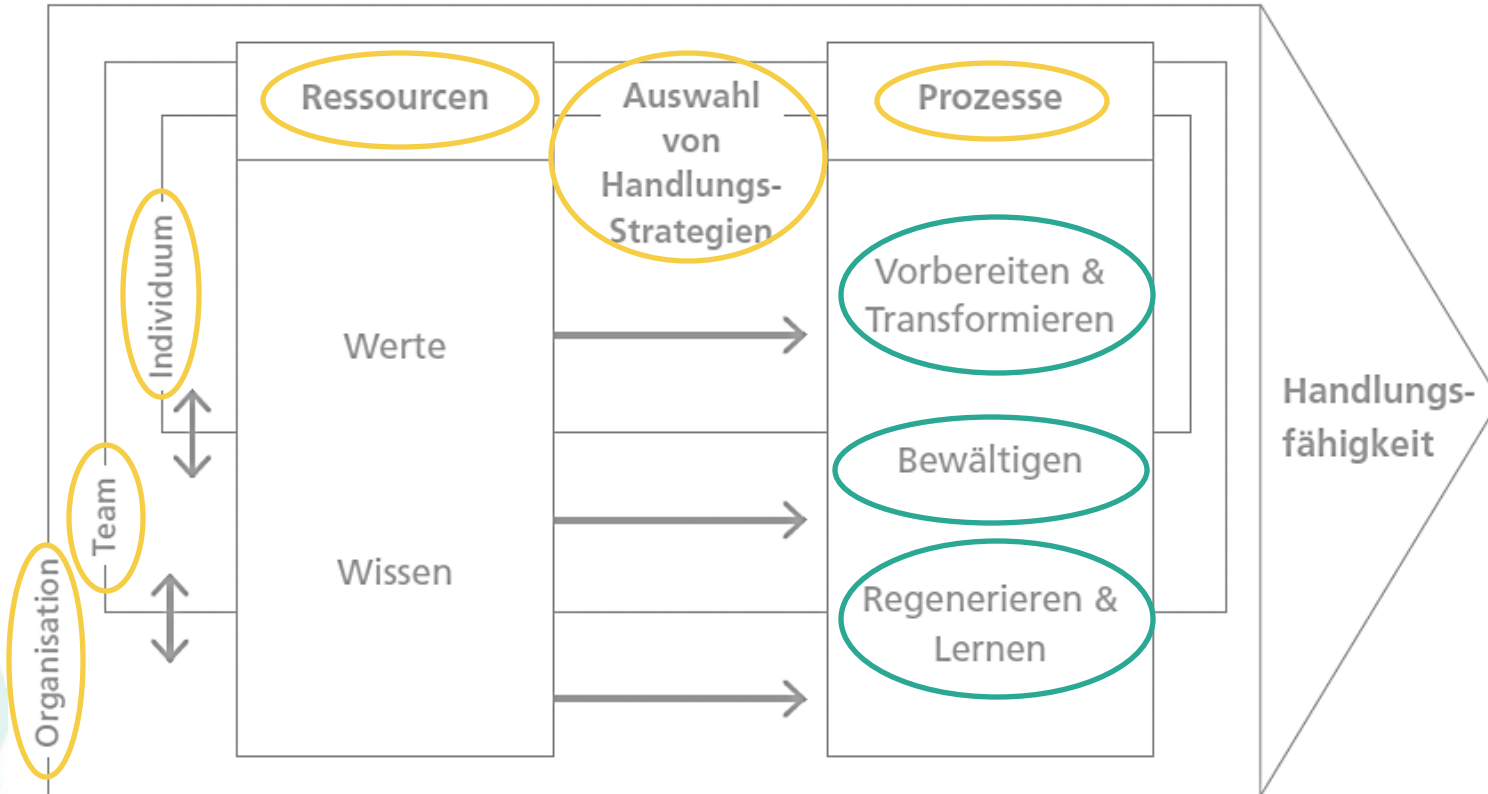 Ressourcen
Auswahl
von
Handlungs-
Strategien
Prozesse
Individuum
Team
Organisation
Werte
Wissen
Vorbereiten &
Transformieren
Bewältigen
Regenerieren &
Lernen
Handlungs-
fähigkeit